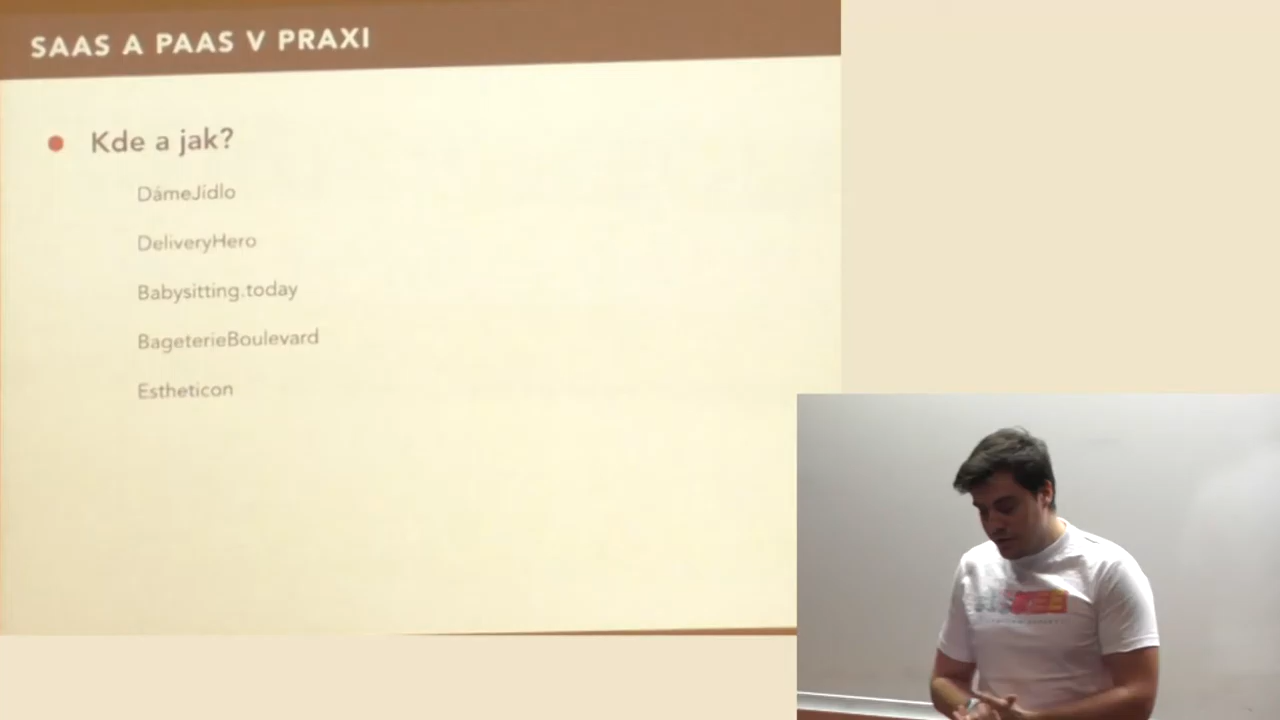 SAAS A PAAS V PRAXI
Kde a jak?
DámeJídlo
DeliveryHero
Babysitting.today
BageterieBoulevard
Estheticon